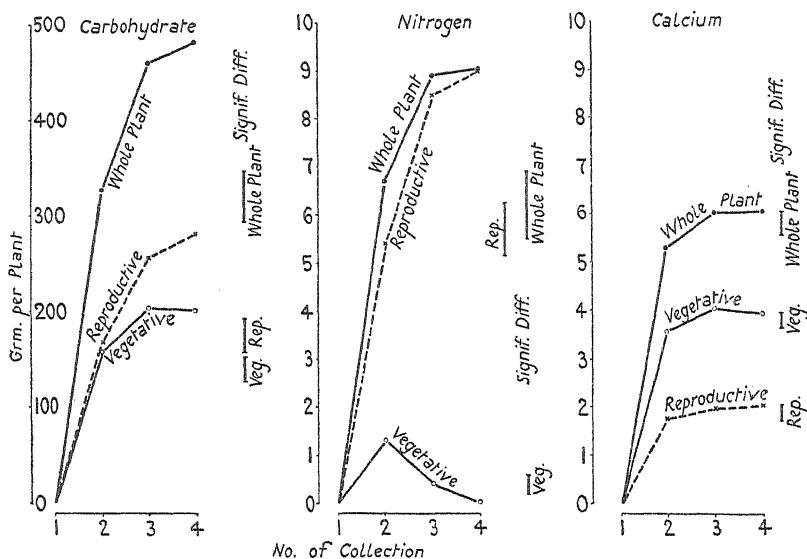 Carbohydrate
500
400
300
200
100
0
Grm. per Plant
Whole Plant
Reproductive
Vegetative
Signif. Diff.
Whole Plant
Veg. Rep.
1 2 3 4
Nitrogen
10
9
8
7
6
5
4
3
2
1
0
Whole Plant
Reproductive
Vegetative
Rep.
Whole Plant
Signif. Diff.
Veg.
1 2 3 4
Calcium
10
9
8
7
6
5
4
3
2
1
0
Whole Plant
Vegetative
Reproductive
Signif. Diff.
Whole Plant
Veg.
Rep.
1 2 3 4
No. of Collection